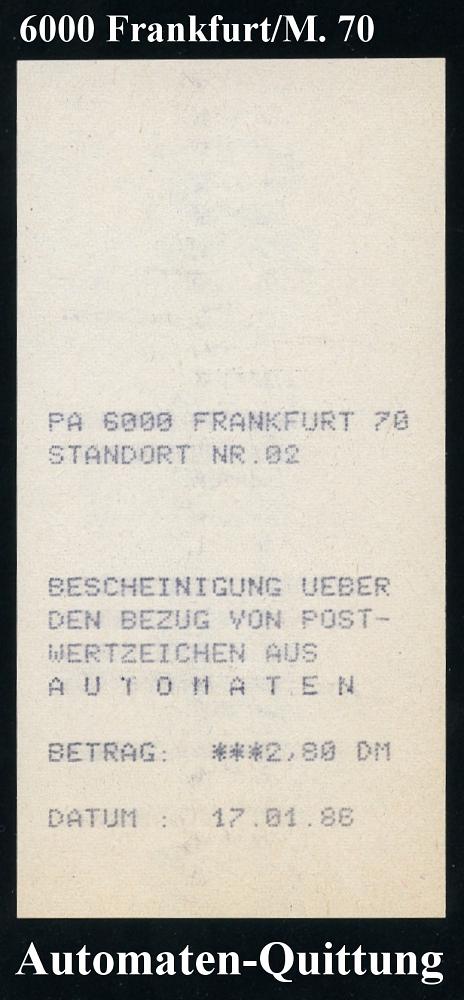 6000 Frankfurt/M. 70
PA 6000 FRANKFURT 70
STANDORT NR.02
BESCHEINIGUNG UEBER
DEN BEZUG VON POST-
WERTZEICHEN AUS
A U T O M A T E N
BETRAG: ***2,80 DM
DATUM : 17.01.86
Automaten-Quittung